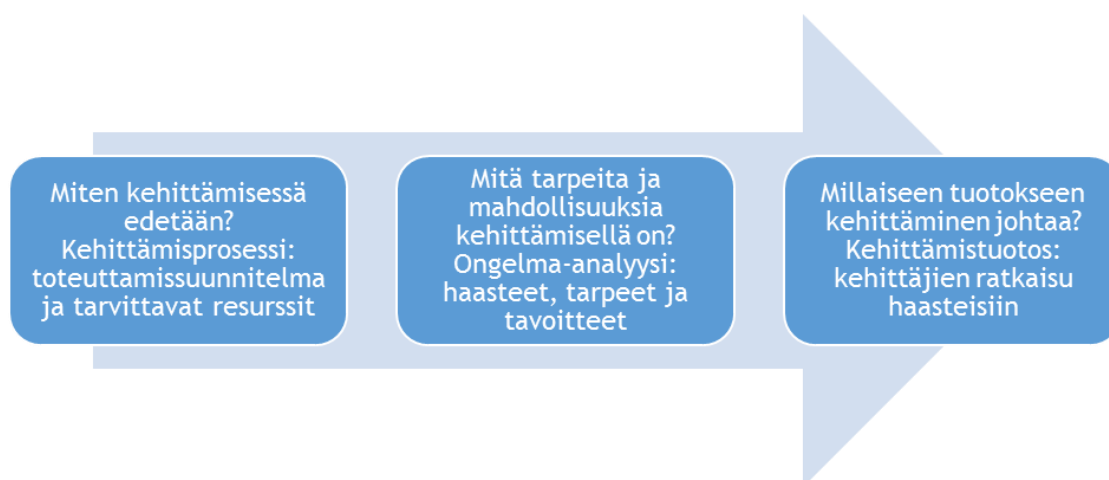 Miten kehittämisessä
edetään?
Kehittämisprosessi:
toteuttamissuunnitelma
ja tarvittavat resurssit
Mitä tarpeita ja
mahdollisuuksia
kehittämisellä on?
Ongelma-analyysi:
haasteet, tarpeet ja
tavoitteet
Millaiseen tuotokseen
kehittäminen johtaa?
Kehittämistuotos:
kehittäjien ratkaisu
haasteisiin